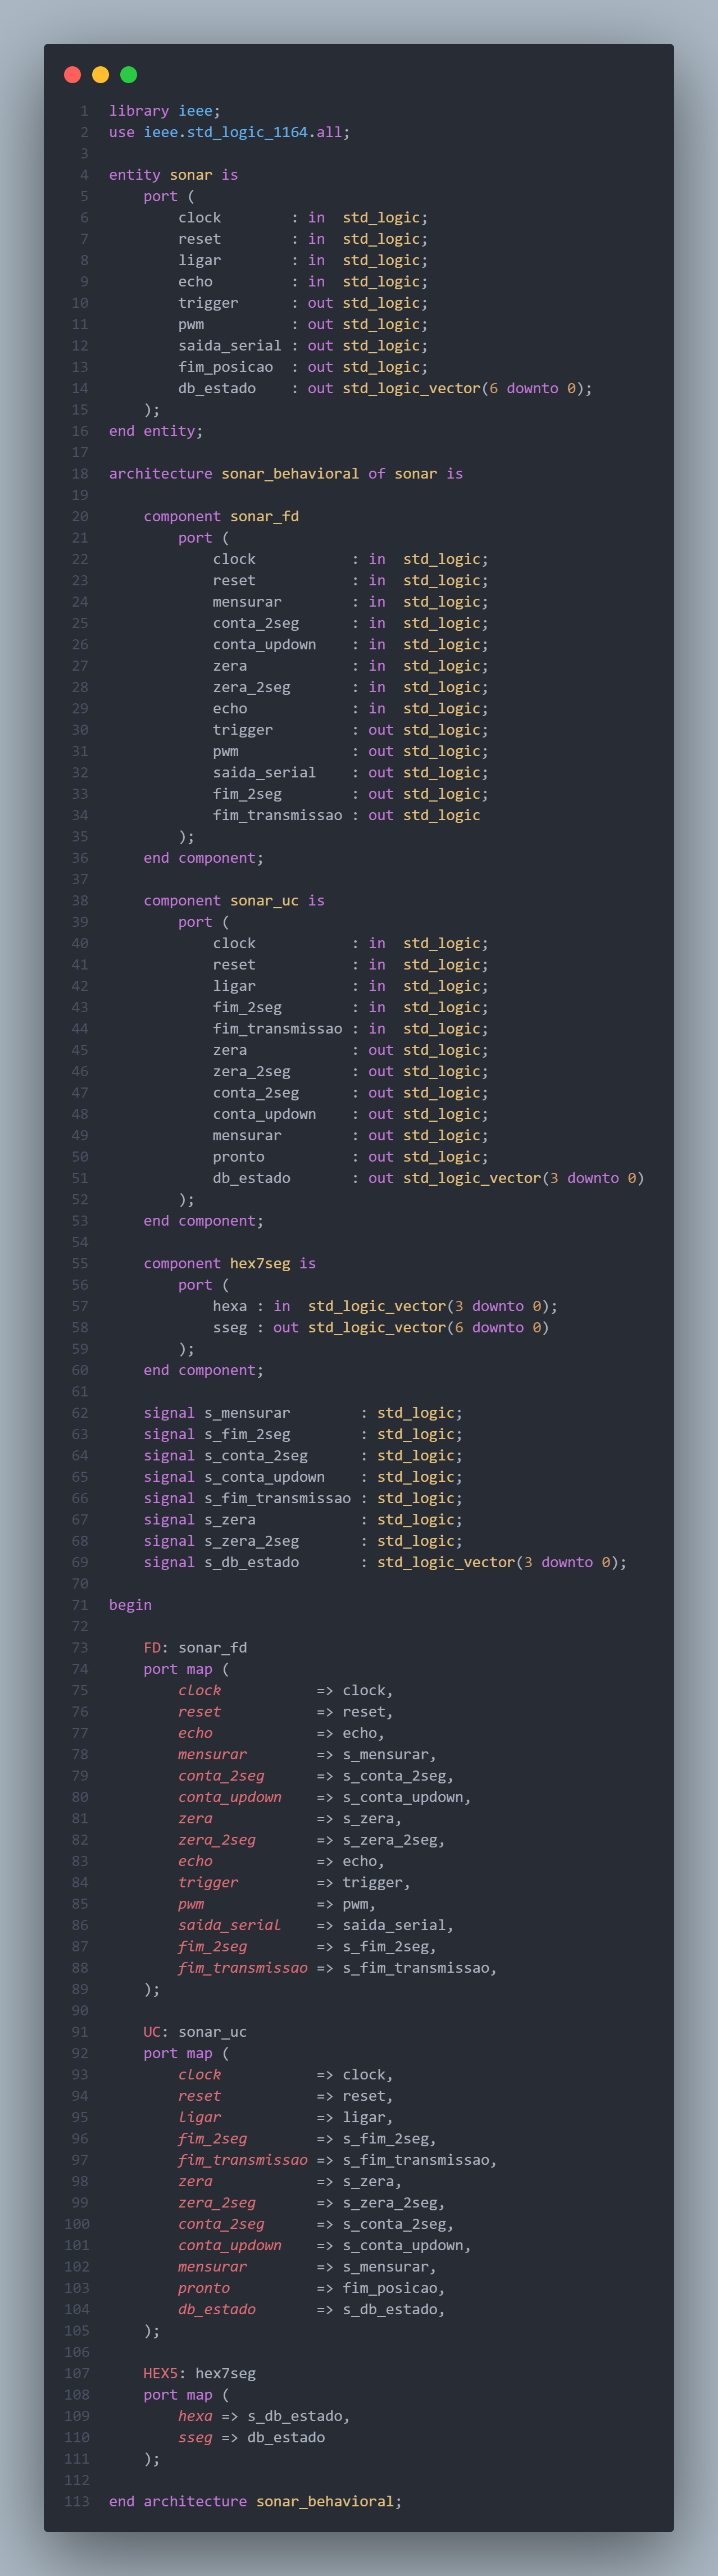 1 library ieee;
2 use ieee.std_logic_1164.all;
3
4 entity sonar is
5     port (
6         clock        : in  std_logic;
7         reset        : in  std_logic;
8         ligar        : in  std_logic;
9         echo         : in  std_logic;
10         trigger      : out std_logic;
11         pwm          : out std_logic;
12         saida_serial : out std_logic;
13         fim_posicao  : out std_logic;
14         db_estado    : out std_logic_vector(6 downto 0);
15     );
16 end entity;
17
18 architecture sonar_behavioral of sonar is
19
20     component sonar_fd
21         port (
22             clock           : in  std_logic;
23             reset           : in  std_logic;
24             mensurar        : in  std_logic;
25             conta_2seg      : in  std_logic;
26             conta_updown    : in  std_logic;
27             zera            : in  std_logic;
28             zera_2seg       : in  std_logic;
29             echo            : in  std_logic;
30             trigger         : out std_logic;
31             pwm             : out std_logic;
32             saida_serial    : out std_logic;
33             fim_2seg        : out std_logic;
34             fim_transmissao : out std_logic
35         );
36     end component;
37
38     component sonar_uc is
39         port (
40             clock           : in  std_logic;
41             reset           : in  std_logic;
42             ligar           : in  std_logic;
43             fim_2seg        : in  std_logic;
44             fim_transmissao : in  std_logic;
45             zera            : out std_logic;
46             zera_2seg       : out std_logic;
47             conta_2seg      : out std_logic;
48             conta_updown    : out std_logic;
49             mensurar        : out std_logic;
50             pronto          : out std_logic;
51             db_estado       : out std_logic_vector(3 downto 0)
52         );
53     end component;
54
55     component hex7seg is
56         port (
57             hexa : in  std_logic_vector(3 downto 0);
58             sseg : out std_logic_vector(6 downto 0)
59         );
60     end component;
61
62     signal s_mensurar        : std_logic;
63     signal s_fim_2seg        : std_logic;
64     signal s_conta_2seg      : std_logic;
65     signal s_conta_updown    : std_logic;
66     signal s_fim_transmissao : std_logic;
67     signal s_zera            : std_logic;
68     signal s_zera_2seg       : std_logic;
69     signal s_db_estado       : std_logic_vector(3 downto 0);
70
71 begin
72
73     FD: sonar_fd
74     port map (
75         clock           => clock,
76         reset           => reset,
77         echo            => echo,
78         mensurar        => s_mensurar,
79         conta_2seg      => s_conta_2seg,
80         conta_updown    => s_conta_updown,
81         zera            => s_zera,
82         zera_2seg       => s_zera_2seg,
83         echo            => echo,
84         trigger         => trigger,
85         pwm             => pwm,
86         saida_serial    => saida_serial,
87         fim_2seg        => s_fim_2seg,
88         fim_transmissao => s_fim_transmissao,
89     );
90
91     UC: sonar_uc
92     port map (
93         clock           => clock,
94         reset           => reset,
95         ligar           => ligar,
96         fim_2seg        => s_fim_2seg,
97         fim_transmissao => s_fim_transmissao,
98         zera            => s_zera,
99         zera_2seg       => s_zera_2seg,
100         conta_2seg      => s_conta_2seg,
101         conta_updown    => s_conta_updown,
102         mensurar        => s_mensurar,
103         pronto          => fim_posicao,
104         db_estado       => s_db_estado,
105     );
106
107     HEX5: hex7seg
108     port map (
109         hexa => s_db_estado,
110         sseg => db_estado
111     );
112
113 end architecture sonar_behavioral;